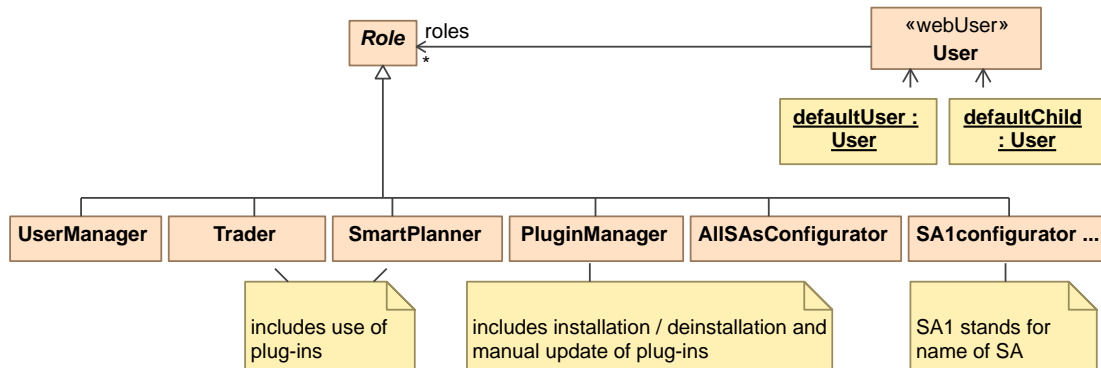 Role
roles
*
«webUser»
User
defaultUser :
User
defaultChild
: User
UserManager
Trader
SmartPlanner
PluginManager
AllSAsConfigurator
SA1configurator ...
includes use of
plug-ins
includes installation / deinstallation and
manual update of plug-ins
SA1 stands for
name of SA